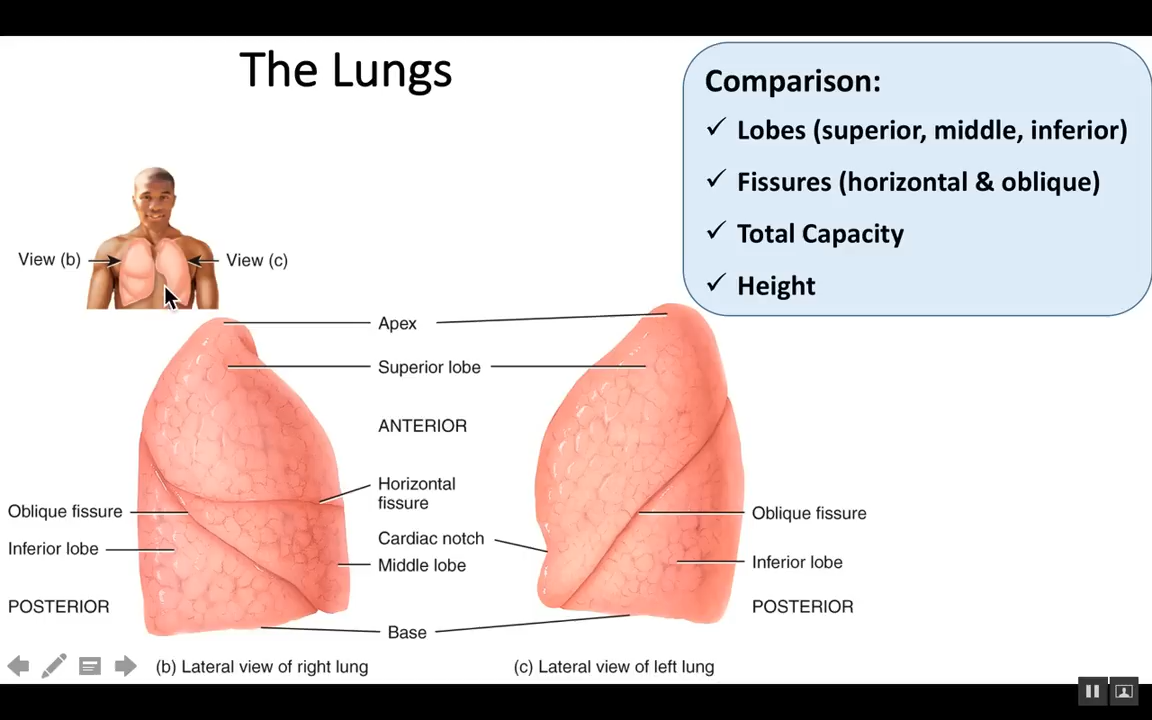 The Lungs
Comparison:
✓ Lobes (superior, middle, inferior)
✓ Fissures (horizontal & oblique)
✓ Total Capacity
✓ Height
View (b)
View (c)
Apex
Superior lobe
ANTERIOR
Horizontal
fissure
Cardiac notch
Middle lobe
Base
Oblique fissure
Inferior lobe
POSTERIOR
Oblique fissure
Inferior lobe
POSTERIOR
(b) Lateral view of right lung
(c) Lateral view of left lung